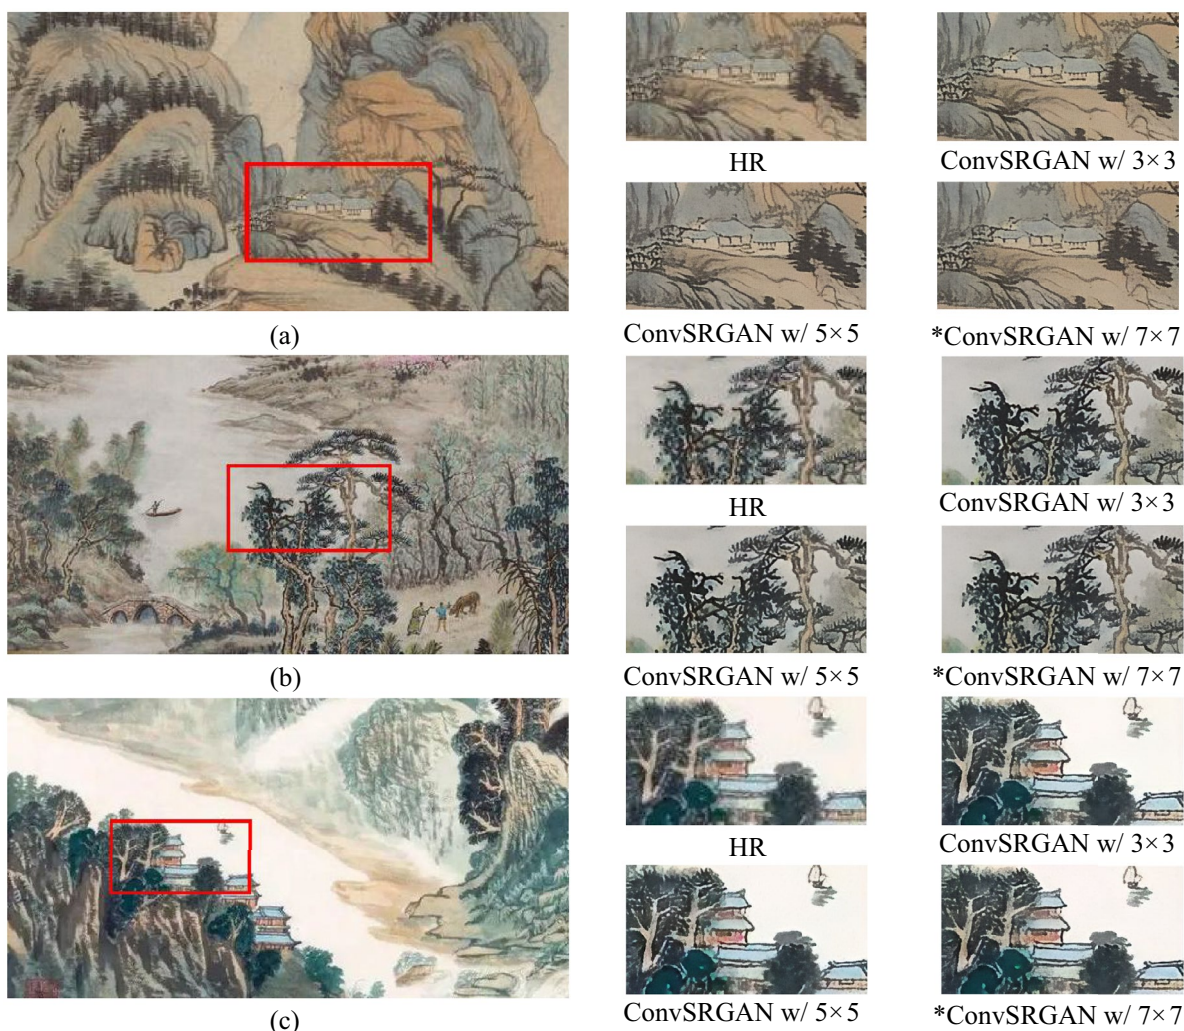 HR
ConvSRGAN w/ 3×3
ConvSRGAN w/ 5×5
*ConvSRGAN w/ 7×7
(a)
HR
ConvSRGAN w/ 3×3
ConvSRGAN w/ 5×5
*ConvSRGAN w/ 7×7
(b)
HR
ConvSRGAN w/ 3×3
ConvSRGAN w/ 5×5
*ConvSRGAN w/ 7×7
(c)